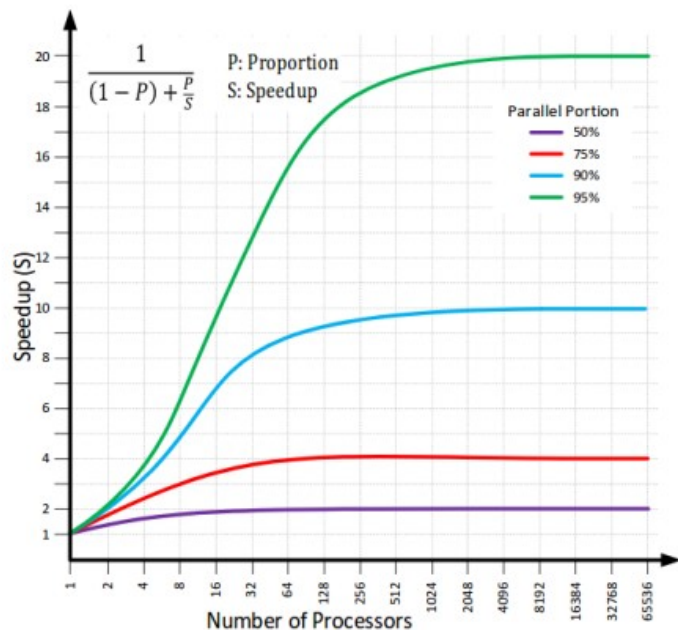 20
18
16
14
12
10
8
6
4
2
1
Speedup (S)
1
(1 − P) + P/S
P: Proportion
S: Speedup
Parallel Portion
50%
75%
90%
95%
1 2 4 8 16 32 64 128 256 512 1024 2048 4096 8192 16384 32768 65536
Number of Processors